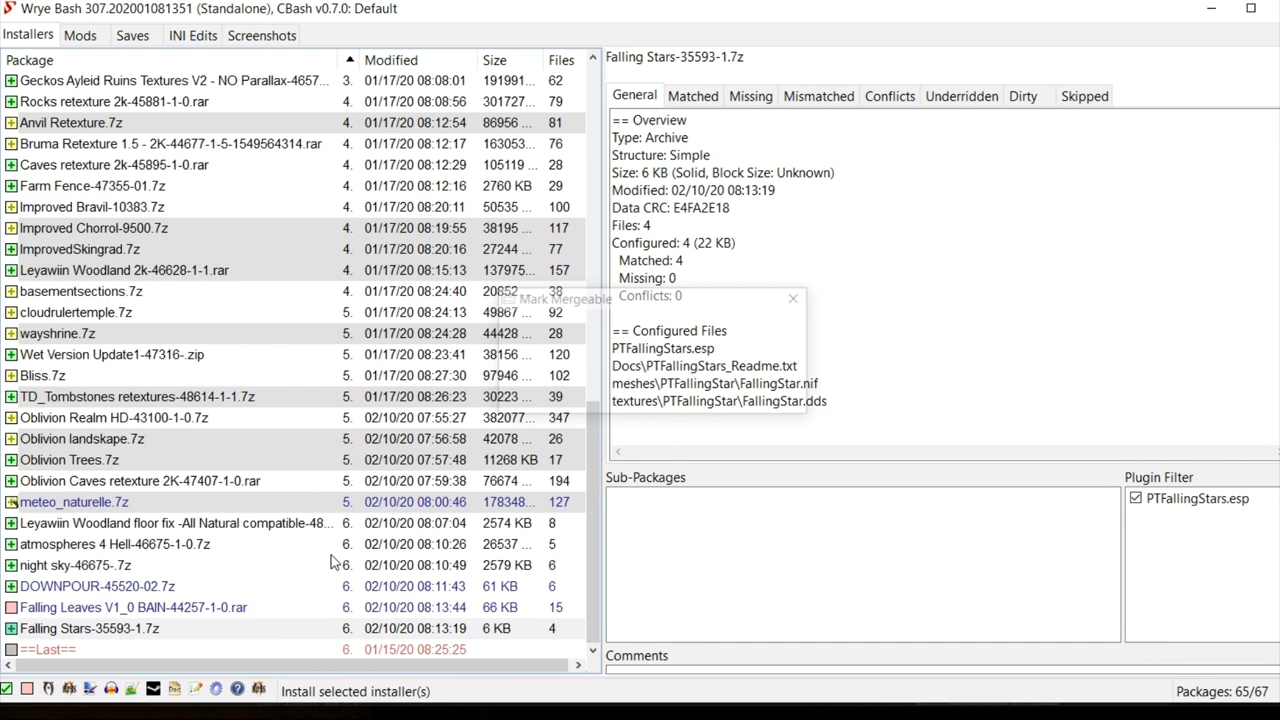 Wrye Bash 307.202001081351 (Standalone), CBash v0.7.0: Default
Installers Mods Saves INI Edits Screenshots
Package Modified Size Files
Geckos Ayleid Ruins Textures V2 - NO Parallax-4657... 3. 01/17/20 08:08:01 191991... 62
Rocks retexture 2k-45881-1-0.rar 4. 01/17/20 08:08:56 301727... 79
Anvil Retexture.7z 4. 01/17/20 08:12:54 86956 ... 81
Bruma Retexture 1.5 - 2K-44677-1-5-1549564314.rar 4. 01/17/20 08:12:17 163053... 76
Caves retexture 2k-45895-1-0.rar 4. 01/17/20 08:12:29 105119 ... 28
Farm Fence-47355-01.7z 4. 01/17/20 08:12:16 2760 KB 29
Improved Bravil-10383.7z 4. 01/17/20 08:20:11 50535 ... 100
Improved Chorrol-9500.7z 4. 01/17/20 08:19:55 38195 ... 117
ImprovedSkingrad.7z 4. 01/17/20 08:20:16 27244 ... 77
Leyawiin Woodland 2k-46628-1-1.rar 4. 01/17/20 08:15:13 137975... 157
basementsections.7z 4. 01/17/20 08:24:40 20852 38
cloudrulertemple.7z 5. 01/17/20 08:24:13 49867 ... 92
wayshrine.7z 5. 01/17/20 08:24:28 44428 ... 28
Wet Version Update1-47316-.zip 5. 01/17/20 08:23:41 38156 ... 120
Bliss.7z 5. 01/17/20 08:27:30 97946 ... 102
TD_Tombstones retextures-48614-1-1.7z 5. 01/17/20 08:26:23 30223 ... 39
Oblivion Realm HD-43100-1-0.7z 5. 02/10/20 07:55:27 382077... 347
Oblivion landskape.7z 5. 02/10/20 07:56:58 42078 ... 26
Oblivion Trees.7z 5. 02/10/20 07:57:48 11268 KB 17
Oblivion Caves retexture 2K-47407-1-0.rar 5. 02/10/20 07:59:38 76674 ... 194
meteo_naturelle.7z 5. 02/10/20 08:00:46 178348... 127
Leyawiin Woodland floor fix -All Natural compatible-48... 6. 02/10/20 08:07:04 2574 KB 8
atmospheres 4 Hell-46675-1-0.7z 6. 02/10/20 08:10:26 26537 ... 5
night sky-46675-.7z 6. 02/10/20 08:10:49 2579 KB 6
DOWNPOUR-45520-02.7z 6. 02/10/20 08:11:43 61 KB 6
Falling Leaves V1_0 BAIN-44257-1-0.rar 6. 02/10/20 08:13:44 66 KB 15
Falling Stars-35593-1.7z 6. 02/10/20 08:13:19 6 KB 4
==Last== 6. 01/15/20 08:25:25
Mark Mergeable
Falling Stars-35593-1.7z
General Matched Missing Mismatched Conflicts Underridden Dirty Skipped
== Overview
Type: Archive
Structure: Simple
Size: 6 KB (Solid, Block Size: Unknown)
Modified: 02/10/20 08:13:19
Data CRC: E4FA2E18
Files: 4
Configured: 4 (22 KB)
Matched: 4
Missing: 0
Conflicts: 0
== Configured Files
PTFallingStars.esp
Docs\PTFallingStars_Readme.txt
meshes\PTFallingStar\FallingStar.nif
textures\PTFallingStar\FallingStar.dds
Sub-Packages
Plugin Filter
PTFallingStars.esp
Comments
Install selected installer(s)
Packages: 65/67